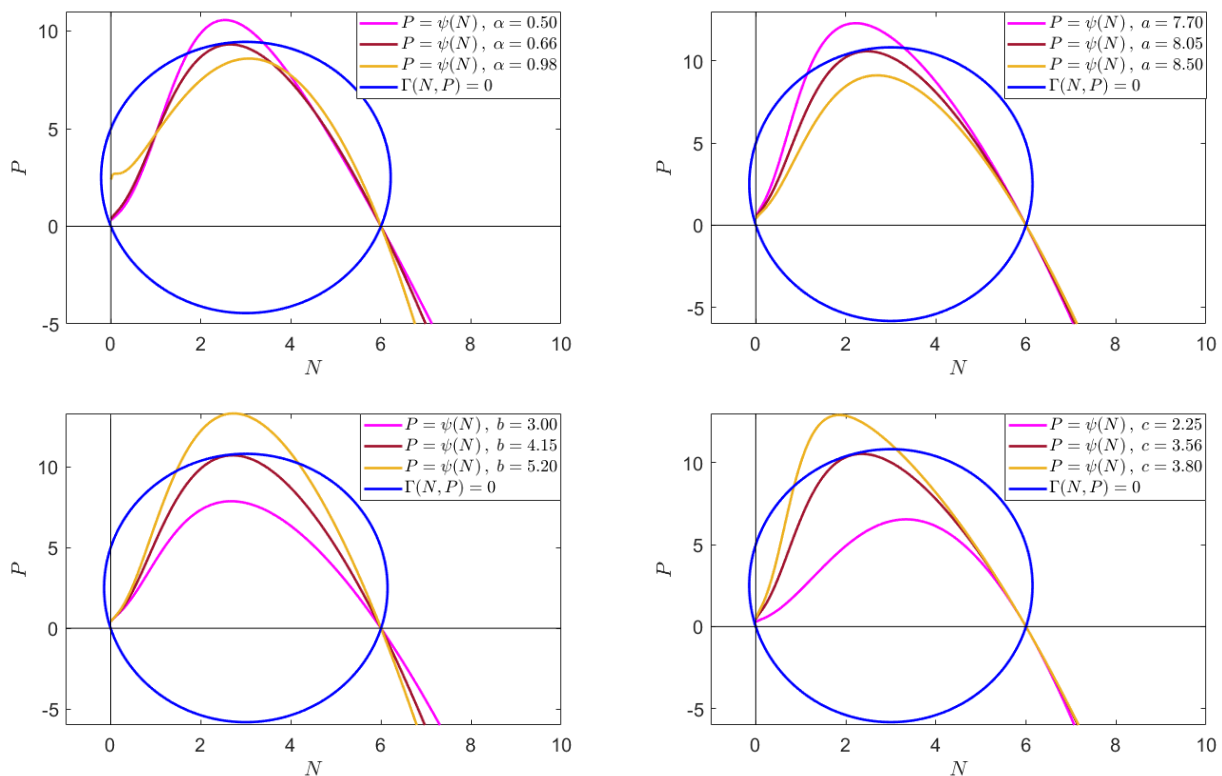 10
5
0
-5
P
P = ψ(N) , α = 0.50
P = ψ(N) , α = 0.66
P = ψ(N) , α = 0.98
Γ(N, P) = 0
0 2 4 6 8 10
N
10
5
0
-5
P
P = ψ(N) , a = 7.70
P = ψ(N) , a = 8.05
P = ψ(N) , a = 8.50
Γ(N, P) = 0
0 2 4 6 8 10
N
10
5
0
-5
P
P = ψ(N) , b = 3.00
P = ψ(N) , b = 4.15
P = ψ(N) , b = 5.20
Γ(N, P) = 0
0 2 4 6 8 10
N
10
5
0
-5
P
P = ψ(N) , c = 2.25
P = ψ(N) , c = 3.56
P = ψ(N) , c = 3.80
Γ(N, P) = 0
0 2 4 6 8 10
N